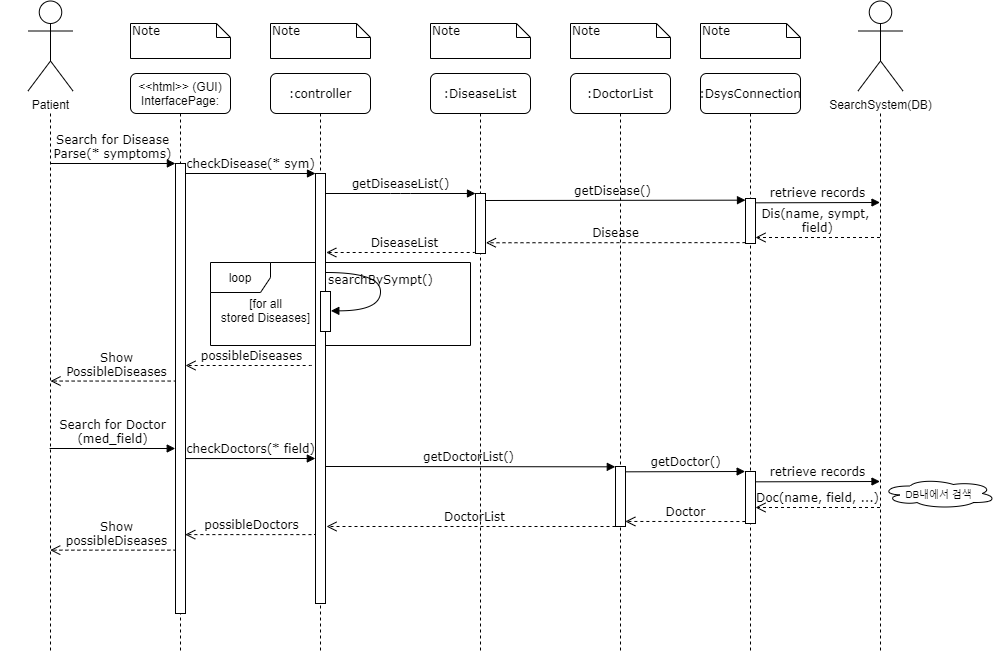 Note
Note
Note
Note
Note
<<html>> (GUI)
InterfacePage:
:controller
:DiseaseList
:DoctorList
:DsysConnection
Patient
SearchSystem(DB)
Search for Disease
Parse(* symptoms)
checkDisease(* sym)
getDiseaseList()
getDisease()
retrieve records
Dis(name, sympt,
field)
Disease
DiseaseList
loop
searchBySympt()
[for all
stored Diseases]
possibleDiseases
Show
PossibleDiseases
Search for Doctor
(med_field)
checkDoctors(* field)
getDoctorList()
getDoctor()
retrieve records
Doc(name, field, ...)
DB내에서 검색
Doctor
DoctorList
possibleDoctors
Show
possibleDiseases